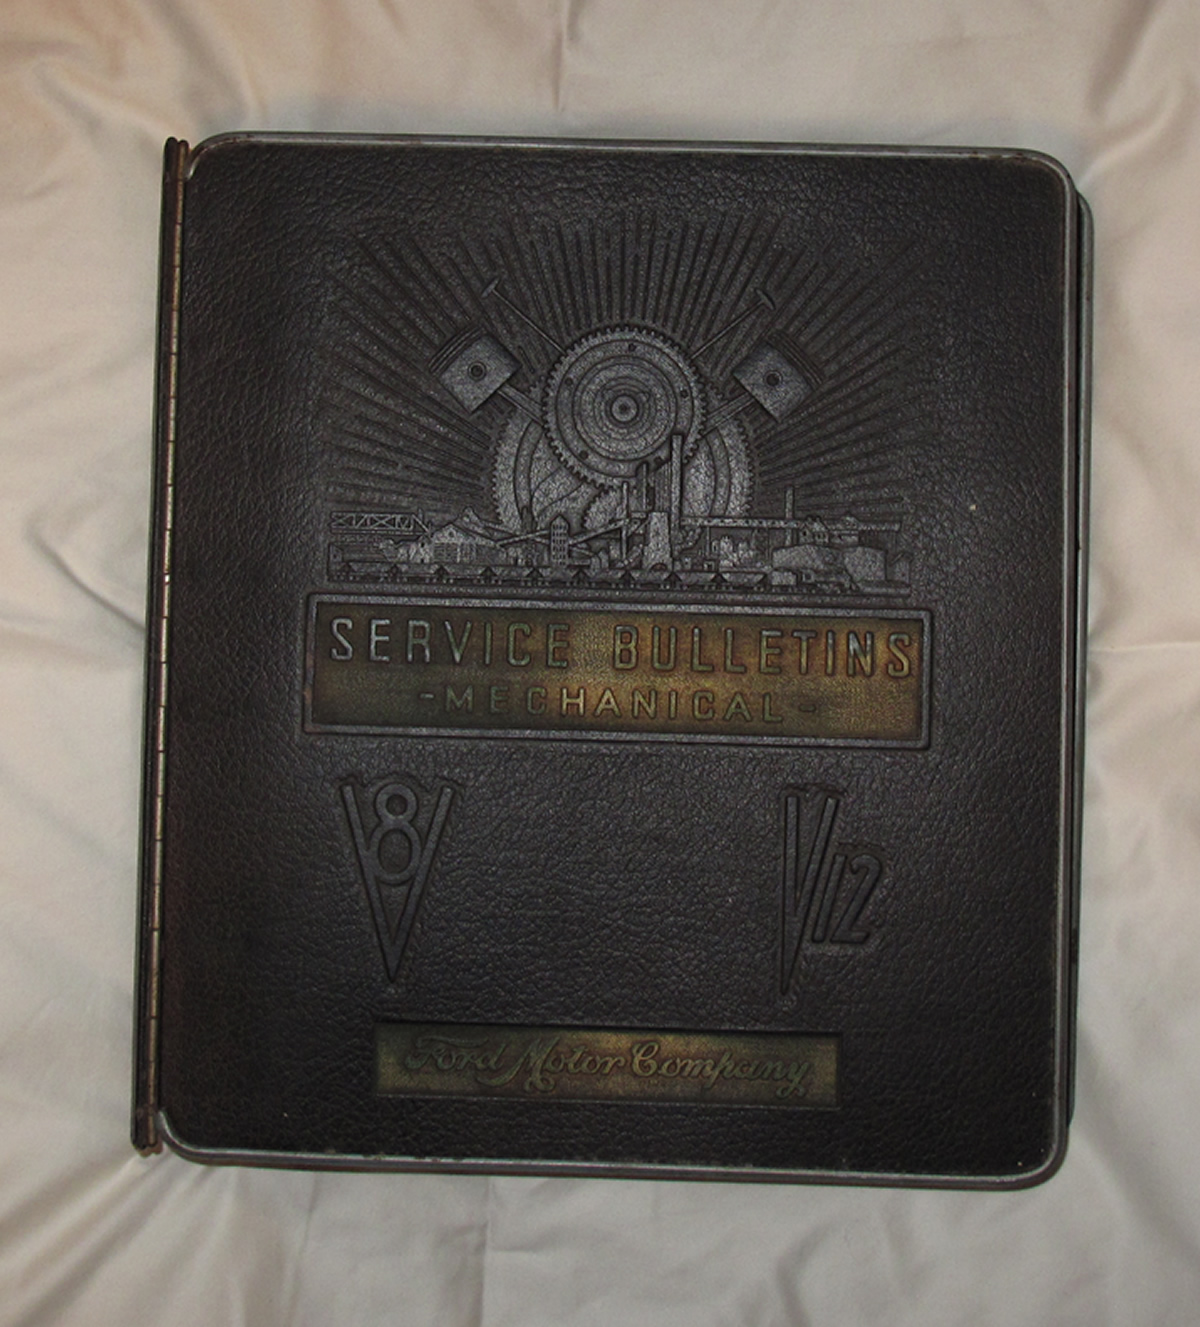 SERVICE BULLETINS
-MECHANICAL-
V8 V12
Ford Motor Company